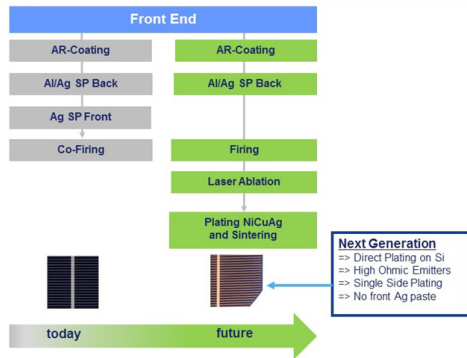 Front End
AR-Coating
Al/Ag SP Back
Ag SP Front
Co-Firing
AR-Coating
Al/Ag SP Back
Firing
Laser Ablation
Plating NiCuAg
and Sintering
Next Generation
=> Direct Plating on Si
=> High Ohmic Emitters
=> Single Side Plating
=> No front Ag paste
today
future